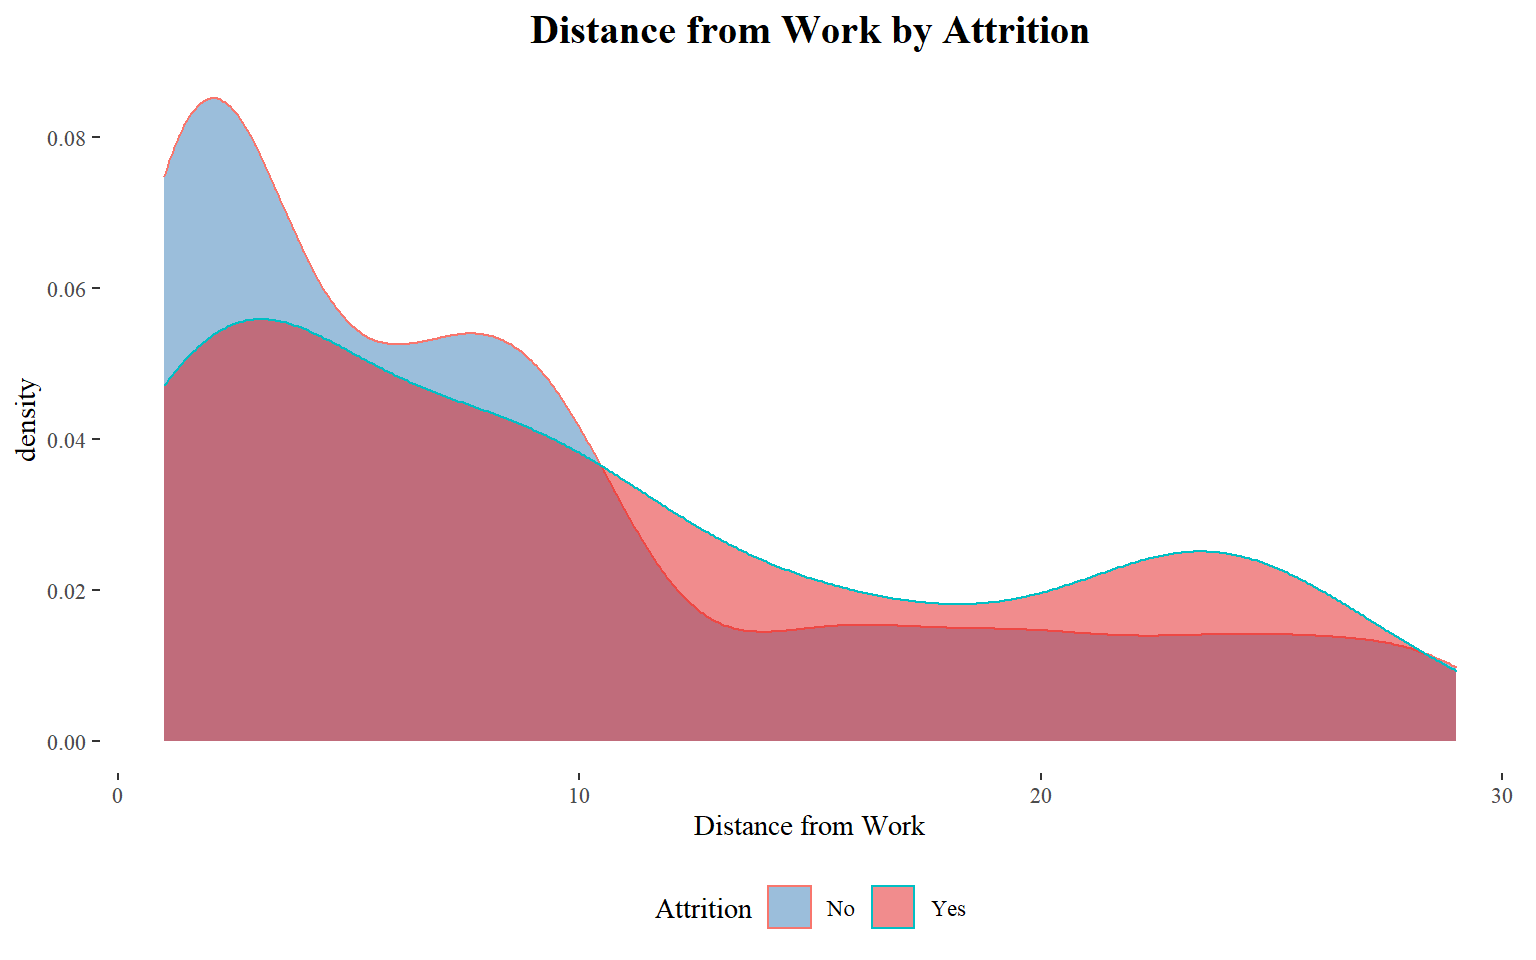 Distance from Work by Attrition
0.08
0.06
0.04
0.02
0.00
density
0 10 20 30
Distance from Work
Attrition No Yes